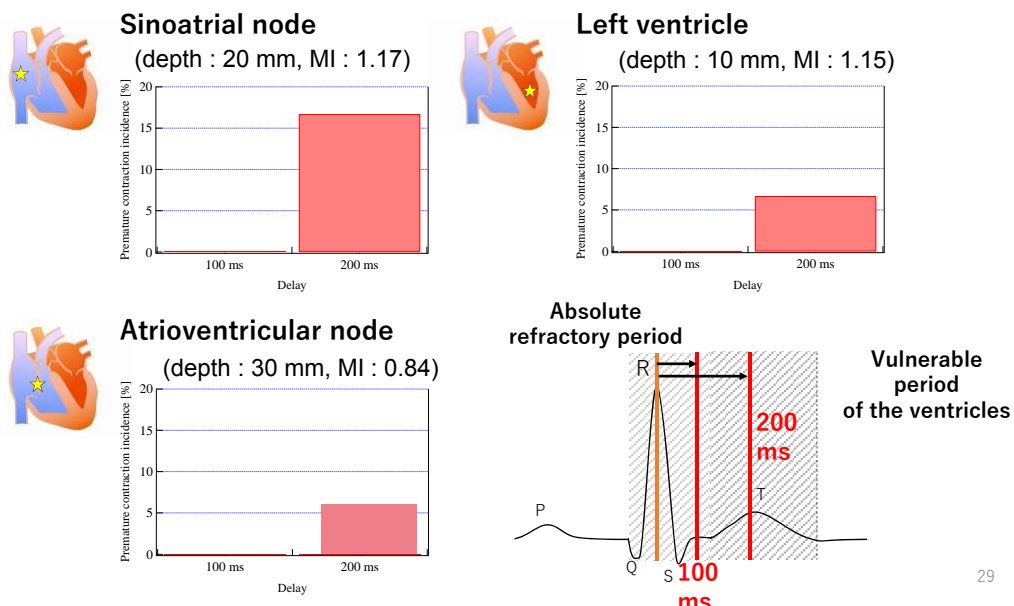 Sinoatrial node
(depth : 20 mm, MI : 1.17)
Premature contraction incidence [%]
20
15
10
5
0
100 ms
200 ms
Delay
Left ventricle
(depth : 10 mm, MI : 1.15)
Premature contraction incidence [%]
20
15
10
5
0
100 ms
200 ms
Delay
Atrioventricular node
(depth : 30 mm, MI : 0.84)
Premature contraction incidence [%]
20
15
10
5
0
100 ms
200 ms
Delay
Absolute
refractory period
Vulnerable
period
of the ventricles
R
200
ms
P
T
Q
S
100
ms
29